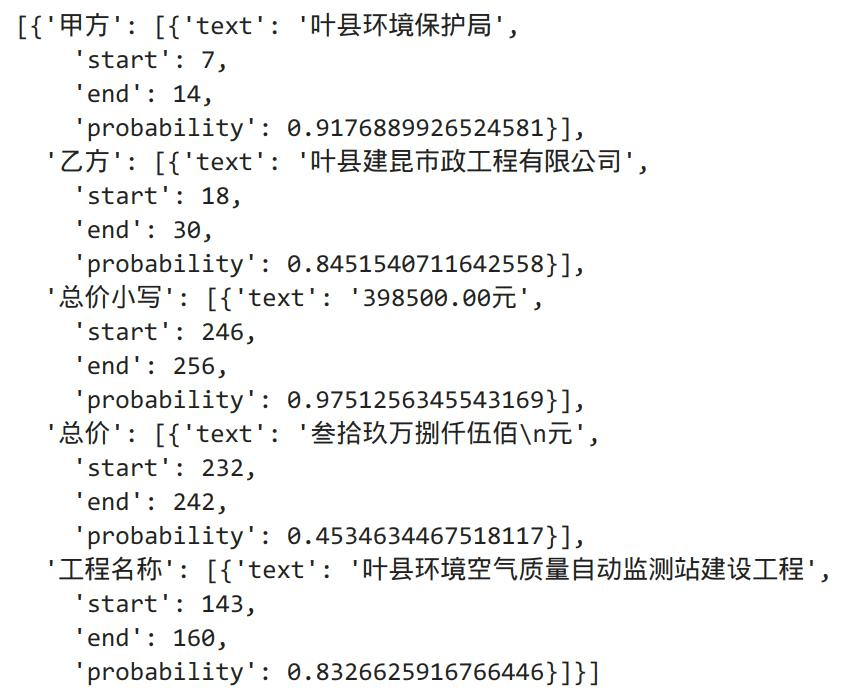 [{'甲方': [{'text': '叶县环境保护局',
'start': 7,
'end': 14,
'probability': 0.9176889926524581}],
'乙方': [{'text': '叶县建昆市政工程有限公司',
'start': 18,
'end': 30,
'probability': 0.8451540711642558}],
'总价小写': [{'text': '398500.00元',
'start': 246,
'end': 256,
'probability': 0.9751256345543169}],
'总价': [{'text': '叁拾玖万捌仟伍佰\n元',
'start': 232,
'end': 242,
'probability': 0.4534634467518117}],
'工程名称': [{'text': '叶县环境空气质量自动监测站建设工程',
'start': 143,
'end': 160,
'probability': 0.8326625916766446}]}]